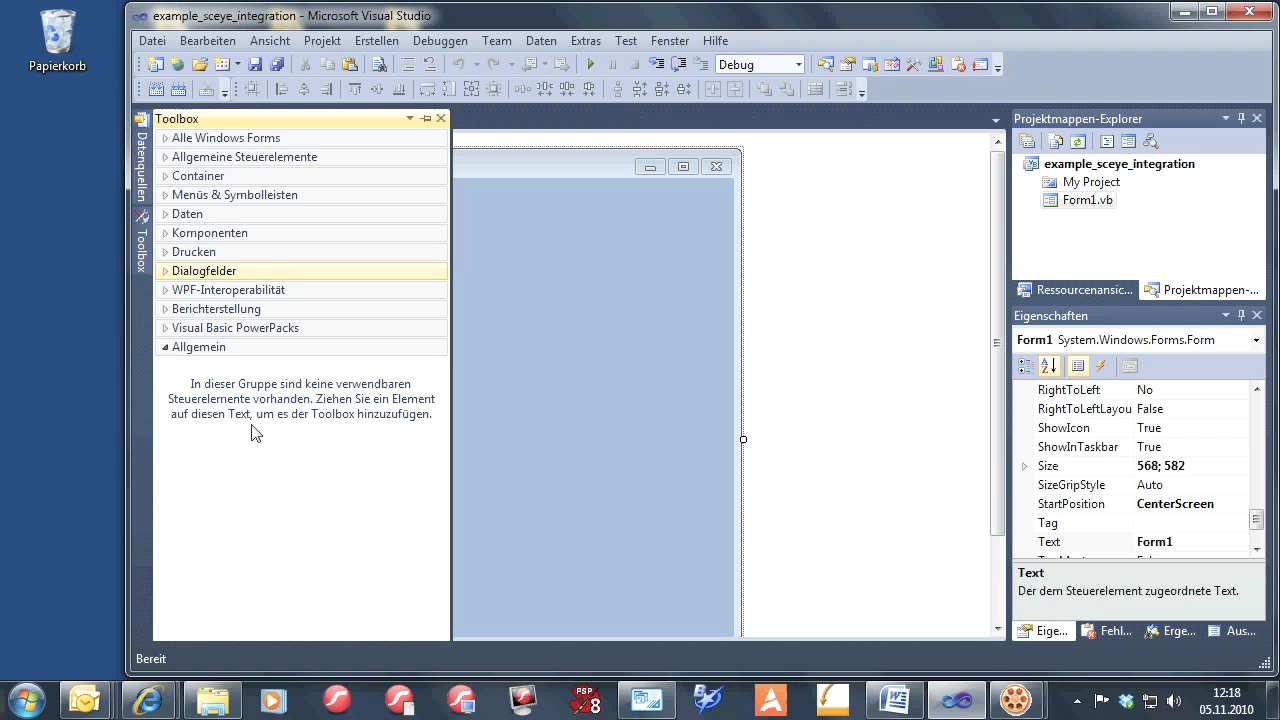 Papierkorb
example_sceye_integration - Microsoft Visual Studio
Datei Bearbeiten Ansicht Projekt Erstellen Debuggen Team Daten Extras Test Fenster Hilfe
Debug
Toolbox
Datenquellen
Toolbox
Alle Windows Forms
Allgemeine Steuerelemente
Container
Menüs & Symbolleisten
Daten
Komponenten
Drucken
Dialogfelder
WPF-Interoperabilität
Berichterstellung
Visual Basic PowerPacks
Allgemein
In dieser Gruppe sind keine verwendbaren
Steuerelemente vorhanden. Ziehen Sie ein Element
auf diesen Text, um es der Toolbox hinzuzufügen.
Projektmappen-Explorer
example_sceye_integration
My Project
Form1.vb
Ressourcenansic... Projektmappen-...
Eigenschaften
Form1 System.Windows.Forms.Form
RightToLeft No
RightToLeftLayou False
ShowIcon True
ShowInTaskbar True
Size 568; 582
SizeGripStyle Auto
StartPosition CenterScreen
Tag
Text Form1
Text
Der dem Steuerelement zugeordnete Text.
Eige... Fehl... Erge... Aus...
Bereit
PSP
8
12:18
05.11.2010